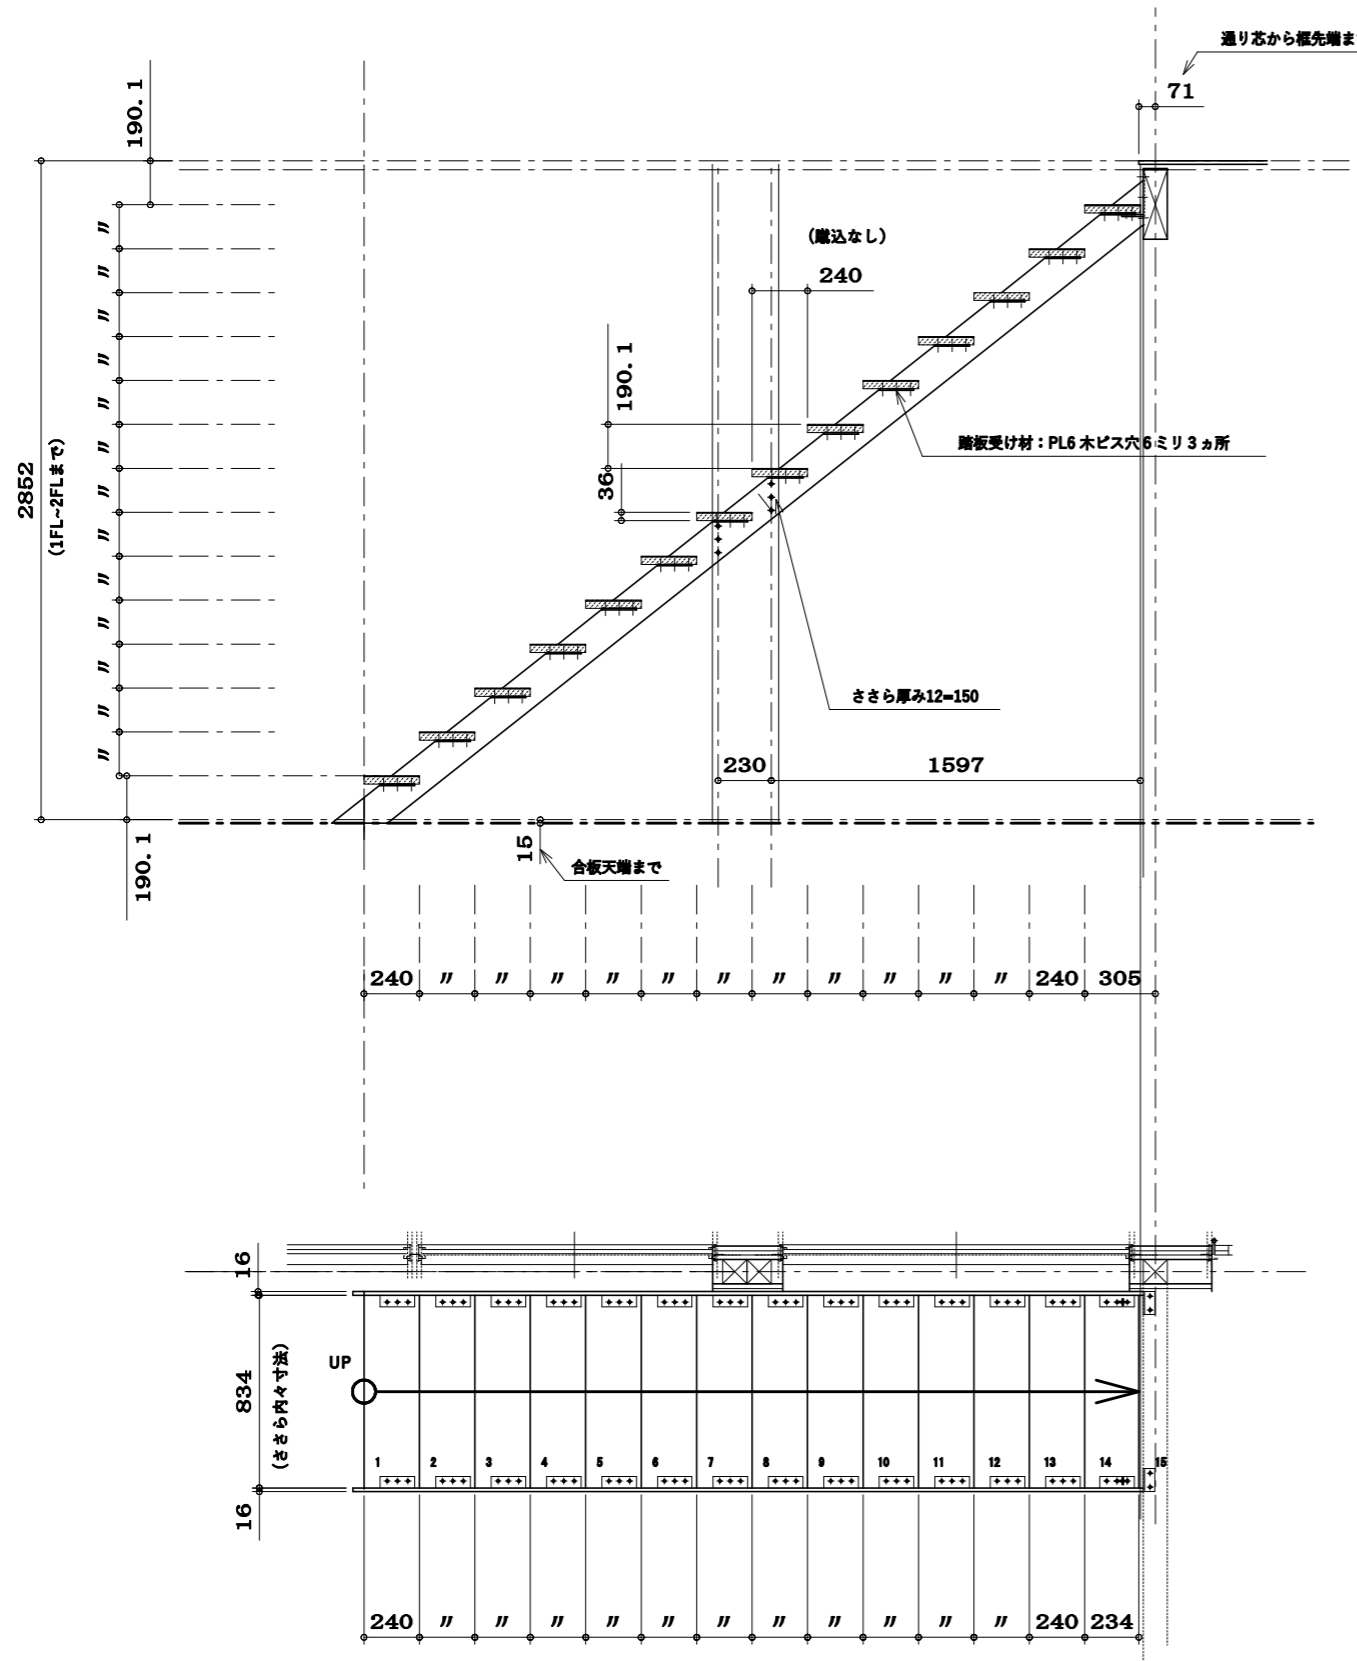 通り芯から框先端ま
71
190.1
(蹴込なし)
240
〃
〃
〃
〃
〃
〃
〃
〃
〃
〃
〃
〃
〃
190.1
踏板受け材：PL6 木ビス穴6ミリ3ヵ所
36
2852
(1FL~2FLまで)
ささら厚み12=150
230
1597
190.1
15
合板天端まで
240 〃 〃 〃 〃 〃 〃 〃 〃 〃 〃 〃 240 305
16
UP
834
(ささら内々寸法)
1 2 3 4 5 6 7 8 9 10 11 12 13 14 15
16
240 〃 〃 〃 〃 〃 〃 〃 〃 〃 〃 〃 240 234